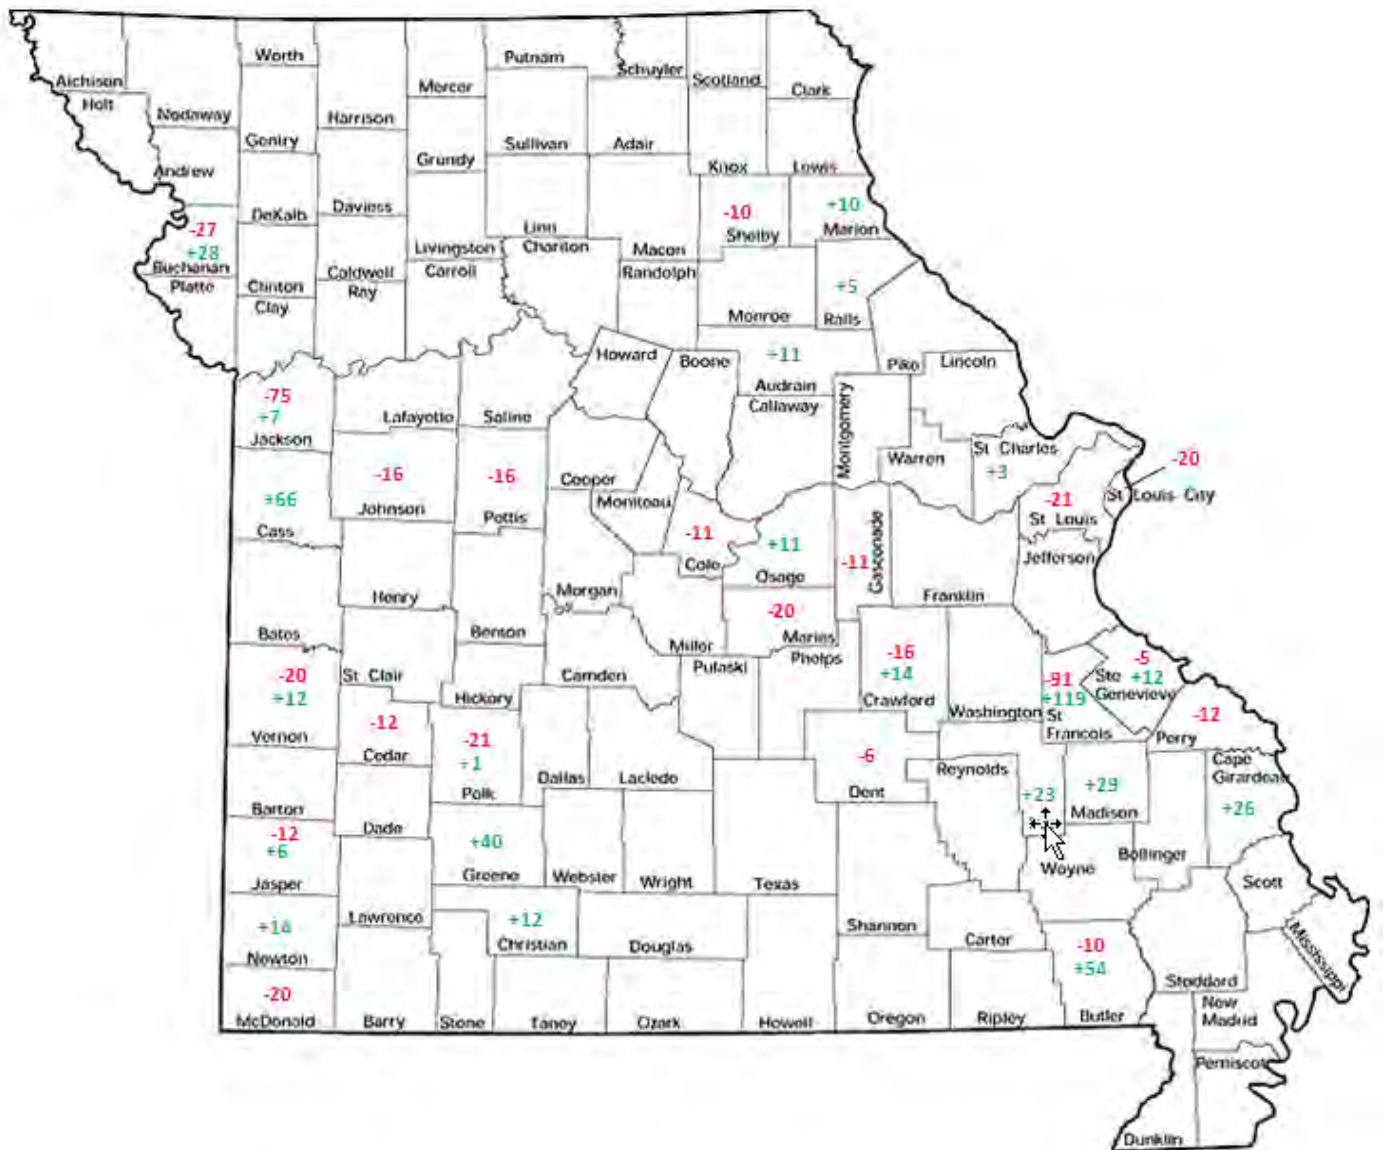 Worth
Putnam
Schuyler
Scotland
Clark
Atchison
Mercer
Holt
Nodaway
Gentry
Harrison
Grundy
Sullivan
Adair
Knox
Lewis
Andrew
DeKalb
Daviess
Linn
-10
Shelby
+10
Marion
-27
+28
Buchanan
Platte
Clinton
Clay
Caldwell
Ray
Livingston
Carroll
Chariton
Macon
Randolph
Monroe
+5
Ralls
Howard
Boone
+11
Audrain
Callaway
Pike
Lincoln
-75
+7
Jackson
Lafayette
Saline
Montgomery
Warren
St Charles
+3
-20
St Louis City
-21
St Louis
-16
Johnson
-16
Pettis
Cooper
Moniteau
+66
Cass
-11
Cole
+11
Osage
-11
Gasconade
Franklin
Jefferson
Henry
Morgan
Benson
Miller
-20
Maries
Phelps
Bates
St Clair
Hickory
Camden
Pulaski
-16
+14
Crawford
Washington
-91
+119
St
Francois
-5
+12
Ste
Genevieve
-12
Perry
-20
+12
Vernon
-12
Cedar
-21
+1
Polk
Dallas
Laclede
-6
Dent
Reynolds
+23
+29
Madison
Cape
Girardeau
+26
Barton
-12
+6
Jasper
Dade
+40
Greene
Webster
Wright
Texas
Wayne
Bollinger
Scott
Mississippi
+14
Newton
Lawrence
+12
Christian
Douglas
Shannon
Carter
-10
+54
Butler
Stoddard
New
Madrid
-20
McDonald
Barry
Stone
Taney
Ozark
Howell
Oregon
Ripley
Pemiscot
Dunklin